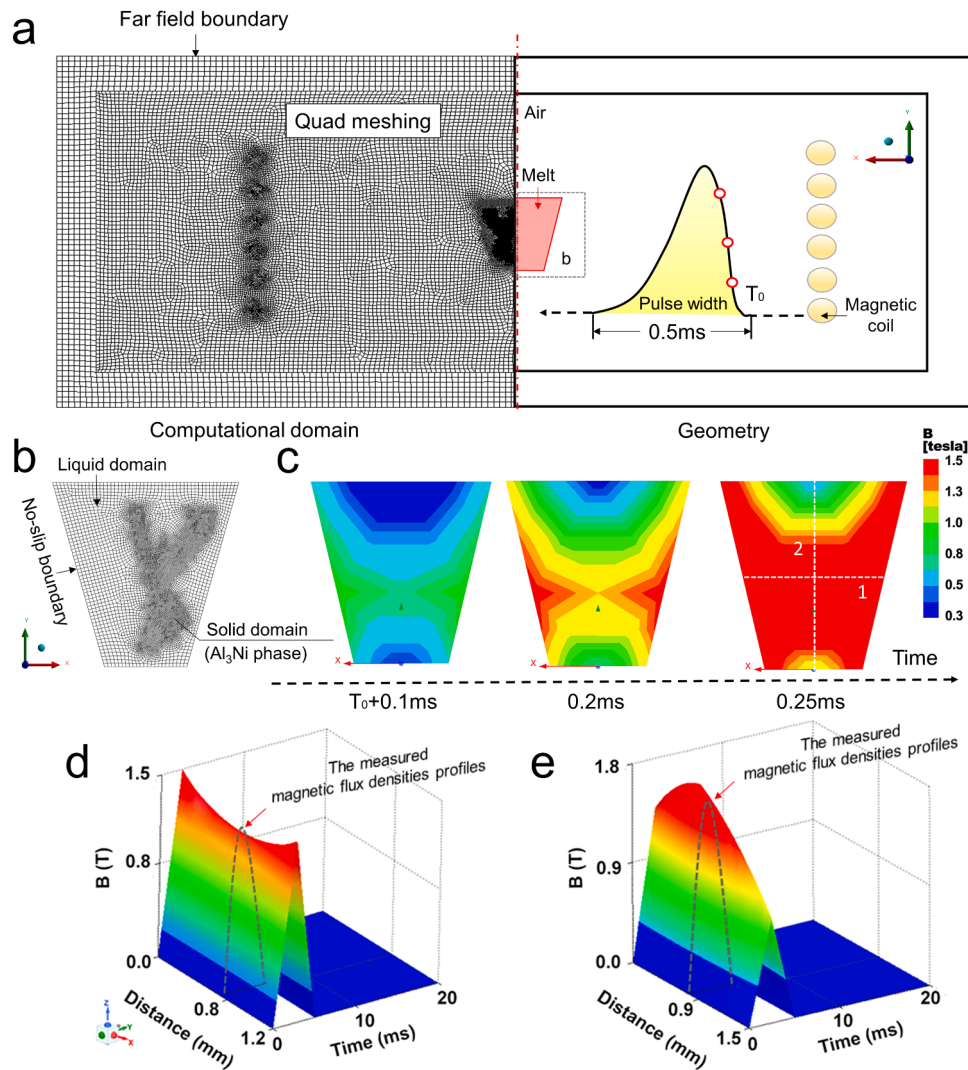 a
Far field boundary
Quad meshing
Air
Melt
b
Y
X
T₀
Pulse width
0.5ms
Magnetic
coil
Computational domain
Geometry
b
Liquid domain
No-slip boundary
Solid domain
(Al₃Ni phase)
Y
X
c
B
[tesla]
1.5
1.3
1.0
0.8
0.5
0.3
X
X
2
1
Time
T₀+0.1ms
0.2ms
0.25ms
d
The measured
magnetic flux densities profiles
1.5
0.8
0.0
B (T)
Distance (mm)
0.8
1.2
0
10
20
Time (ms)
Z
Y
X
e
The measured
magnetic flux densities profiles
1.8
0.9
0.0
B (T)
Distance (mm)
0.9
1.5
0
10
20
Time (ms)